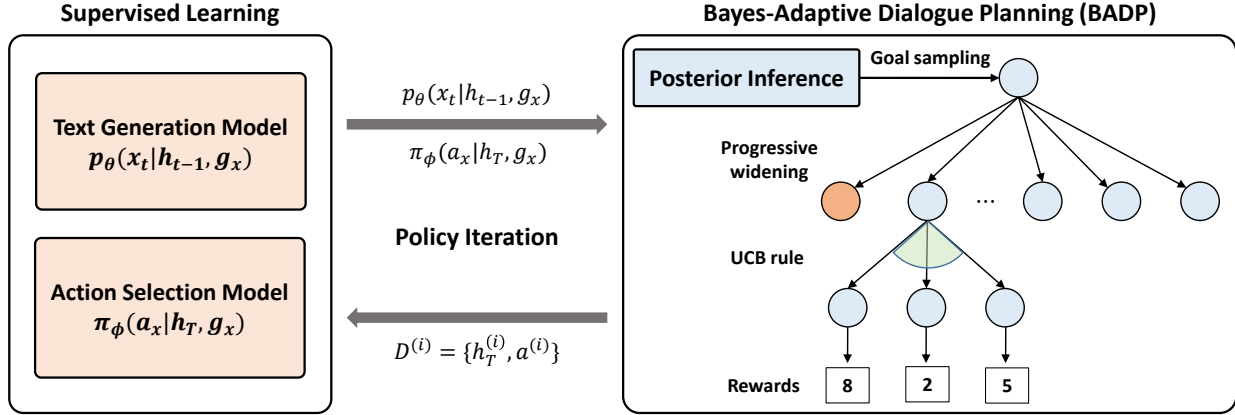 Supervised Learning
Text Generation Model
pθ(xt|ht−1, gx)
Action Selection Model
πϕ(ax|hT, gx)
pθ(xt|ht−1, gx)
πϕ(ax|hT, gx)
Policy Iteration
D(i) = {hT(i), a(i)}
Bayes-Adaptive Dialogue Planning (BADP)
Posterior Inference
Goal sampling
Progressive
widening
...
UCB rule
Rewards
8
2
5